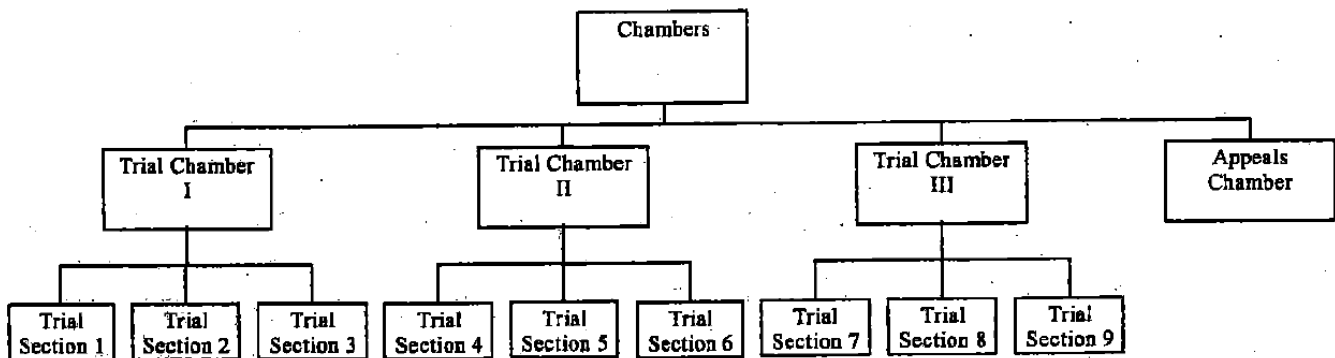 Chambers
Trial Chamber
I
Trial Chamber
II
Trial Chamber
III
Appeals
Chamber
Trial
Section 1
Trial
Section 2
Trial
Section 3
Trial
Section 4
Trial
Section 5
Trial
Section 6
Trial
Section 7
Trial
Section 8
Trial
Section 9